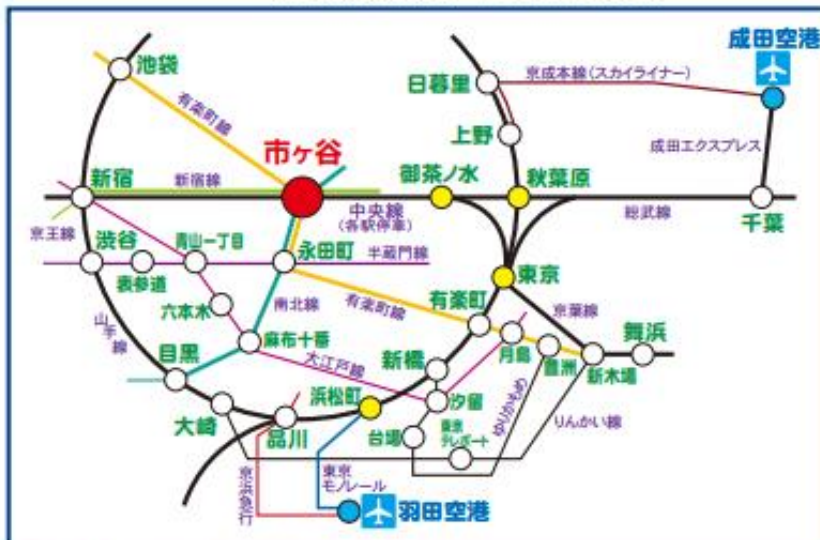 成田空港
池袋
日暮里
京成本線(スカイライナー)
有楽町線
上野
成田エクスプレス
市ヶ谷
新宿
新宿線
御茶ノ水
秋葉原
中央線
(各駅停車)
総武線
千葉
京王線
渋谷
青山一丁目
永田町
半蔵門線
東京
表参道
六本木
南北線
有楽町線
有楽町
京葉線
舞浜
山手線
麻布十番
月島
豊洲
新木場
目黒
大江戸線
新橋
浜松町
汐留
ゆりかもめ
りんかい線
大崎
品川
台場
東京
テレポート
京浜急行
東京
モノレール
羽田空港